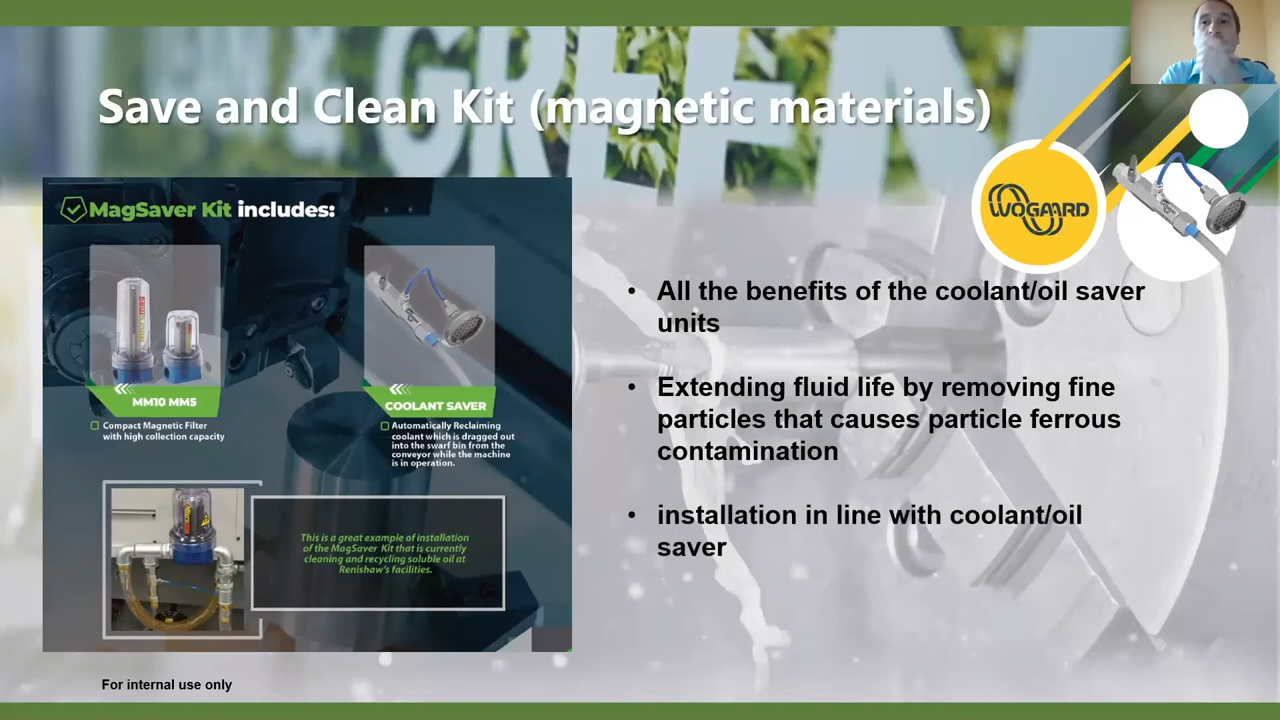 Save and Clean Kit (magnetic materials)
WOGAARD
MagSaver Kit includes:
MM10 MM5
Compact Magnetic Filter
with high collection capacity
COOLANT SAVER
Automatically Reclaiming
coolant which is dragged out
into the swarf bin from the
conveyor while the machine
is in operation.
This is a great example of installation
of the MagSaver Kit that is currently
cleaning and recycling soluble oil at
Renishaw's facilities.
• All the benefits of the coolant/oil saver
units
• Extending fluid life by removing fine
particles that causes particle ferrous
contamination
• installation in line with coolant/oil
saver
For internal use only